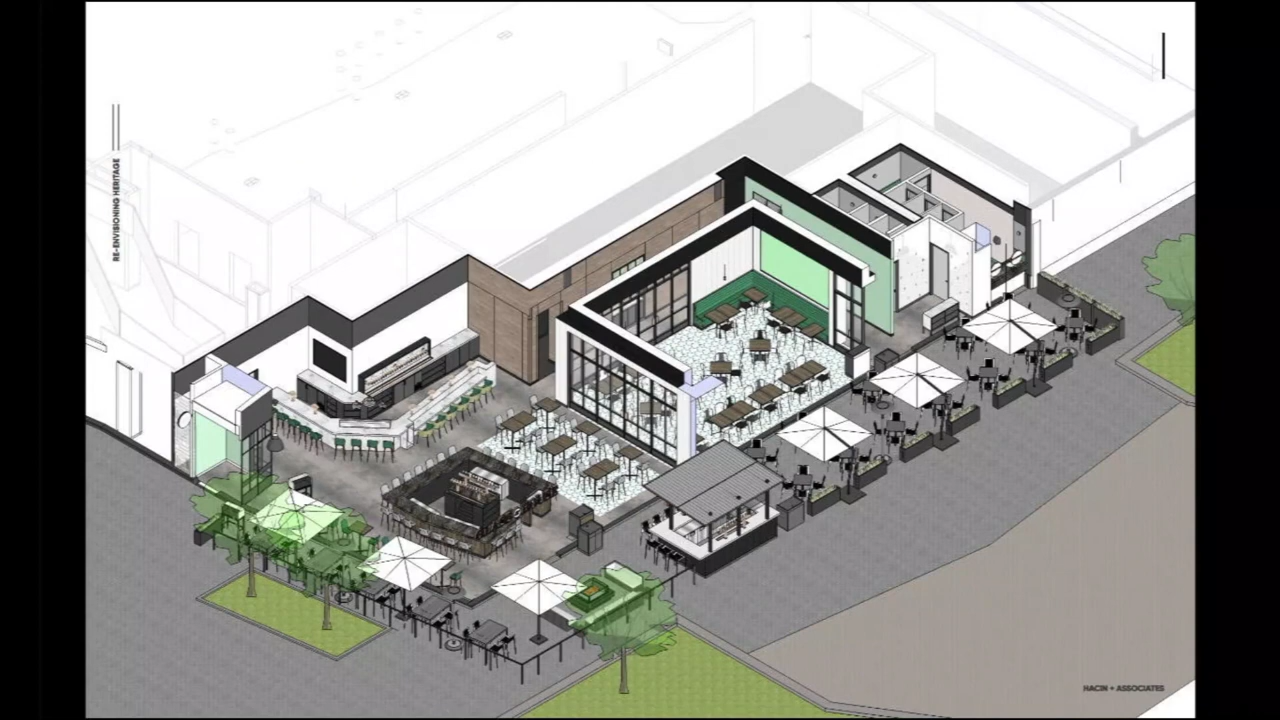 RE-ENVISIONING HERITAGE
HACIN + ASSOCIATES